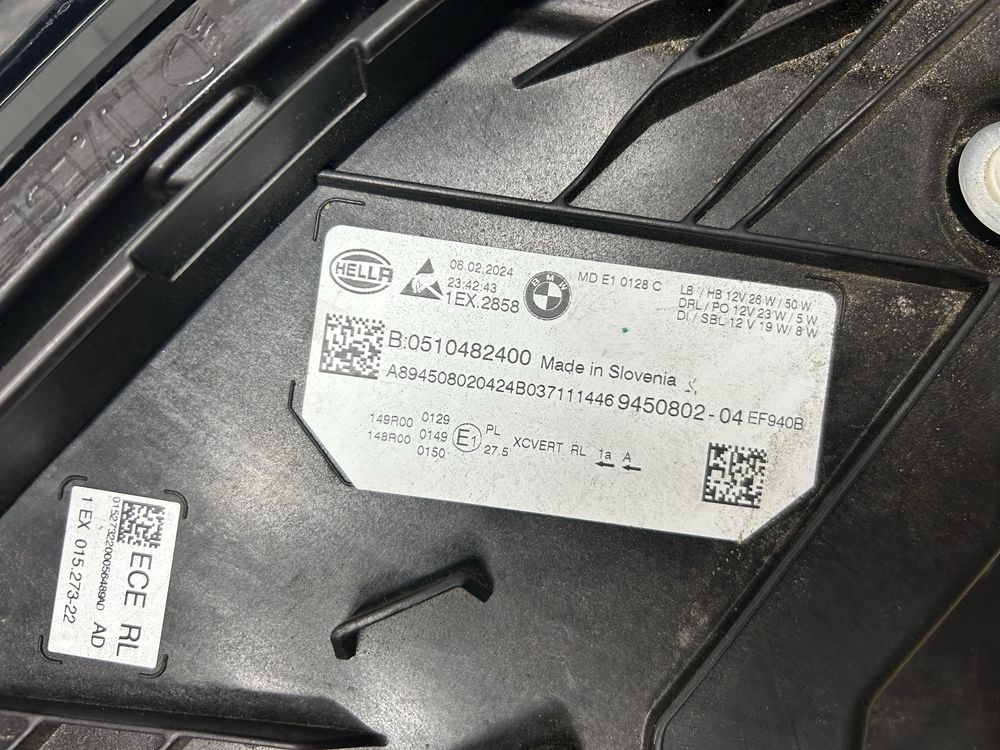 HELLA
06.02.2024
23:42:43
1EX.2858
BMW
MD E1 0128 C
LB / HB 12V 26 W / 50 W
DRL / PO 12V 23 W / 5 W
DI / SBL 12 V 19 W / 8 W
B:0510482400 Made in Slovenia
A894508020424B037111446 9450802-04 EF940B
149R00 0129
148R00 0149
0150
E1
PL
27.5
XCVERT RL 1a A
ECE RL
AD
1 EX 015.273-22